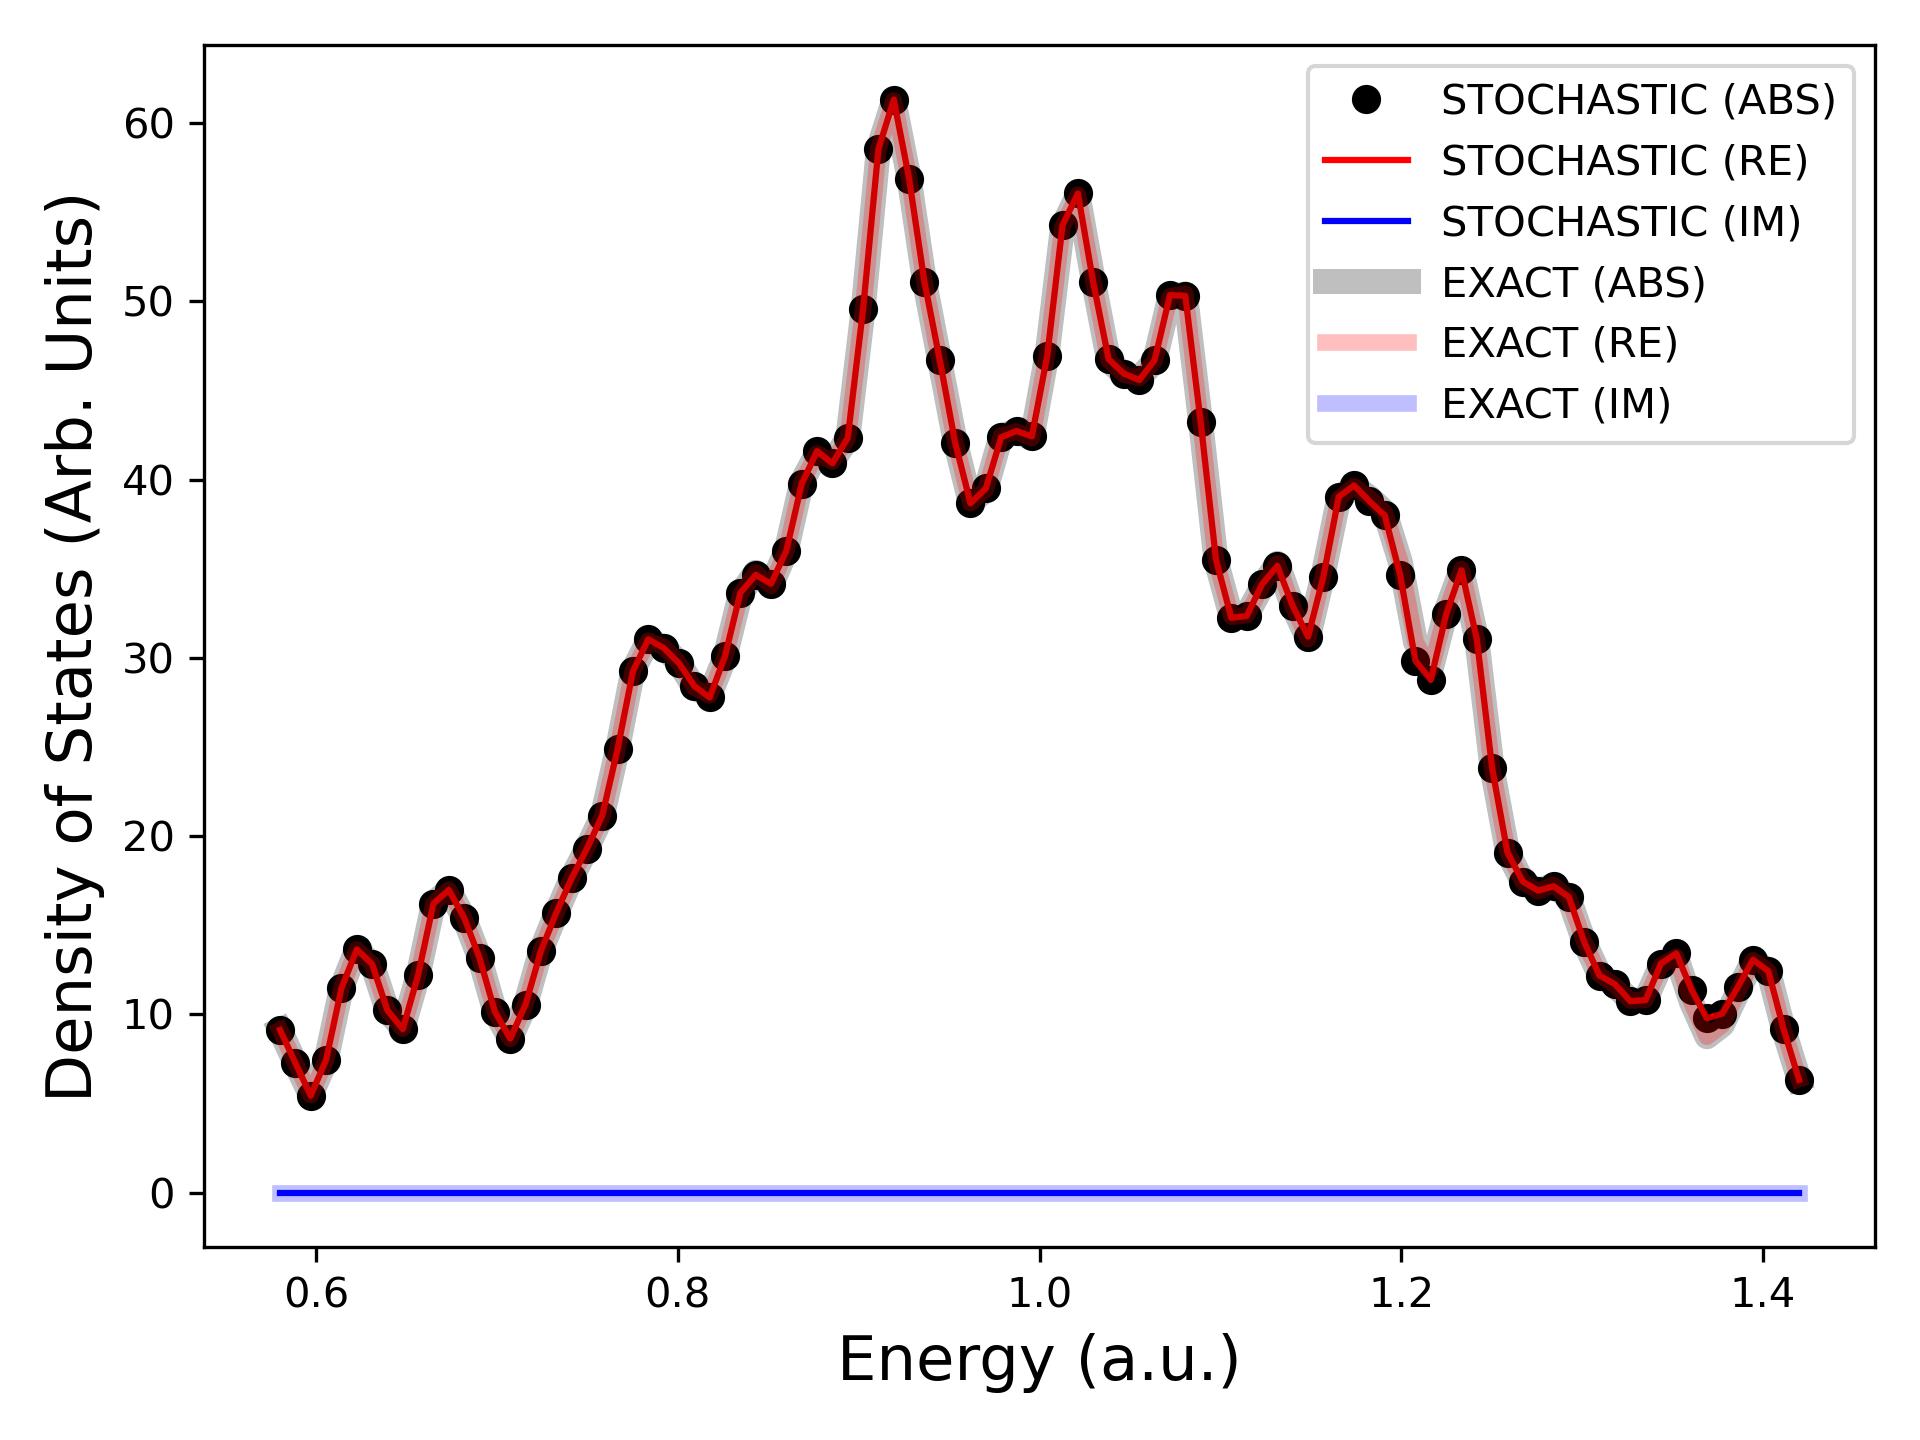 Density of States (Arb. Units)
60
50
40
30
20
10
0
STOCHASTIC (ABS)
STOCHASTIC (RE)
STOCHASTIC (IM)
EXACT (ABS)
EXACT (RE)
EXACT (IM)
0.6 0.8 1.0 1.2 1.4
Energy (a.u.)